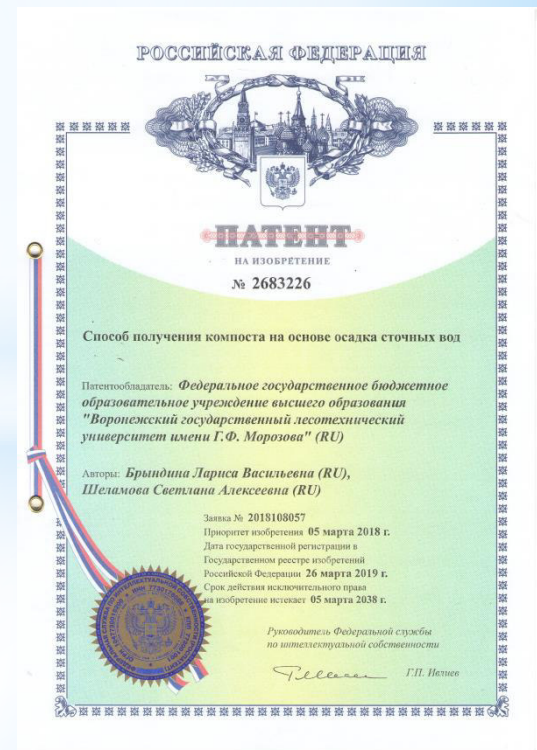 РОССИЙСКАЯ ФЕДЕРАЦИЯ
ПАТЕНТ
НА ИЗОБРЕТЕНИЕ
№ 2683226
Способ получения компоста на основе осадка сточных вод
Патентообладатель: Федеральное государственное бюджетное
образовательное учреждение высшего образования
"Воронежский государственный лесотехнический
университет имени Г.Ф. Морозова" (RU)
Авторы: Брындина Лариса Васильевна (RU),
Шеламова Светлана Алексеевна (RU)
Заявка № 2018108057
Приоритет изобретения 05 марта 2018 г.
Дата государственной регистрации в
Государственном реестре изобретений
Российской Федерации 26 марта 2019 г.
Срок действия исключительного права
на изобретение истекает 05 марта 2038 г.
Руководитель Федеральной службы
по интеллектуальной собственности
Г.П. Ивлиев